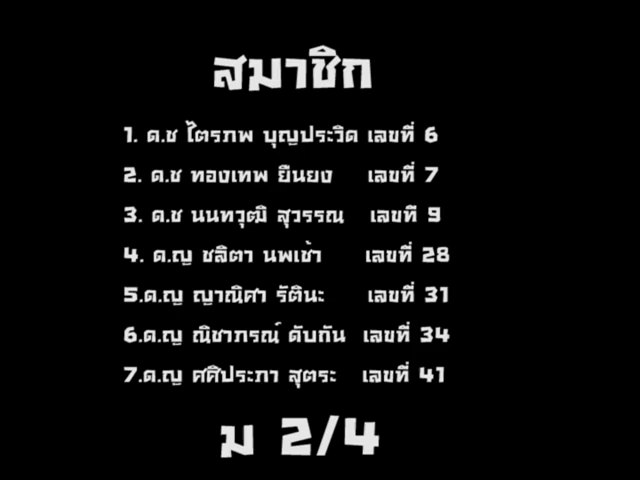 สมาชิก
1. ด.ช ไตรภพ บุญประวิด เลขที่ 6
2. ด.ช ทองเทพ ยืนยง เลขที่ 7
3. ด.ช นนทวุฒิ สุวรรณ เลขที่ 9
4. ด.ญ ชลิตา นพเช้า เลขที่ 28
5.ด.ญ ญาณิศา รัตินะ เลขที่ 31
6.ด.ญ ณิชาภรณ์ ดับกัน เลขที่ 34
7.ด.ญ ศศิประภา สุตระ เลขที่ 41
ม 2/4